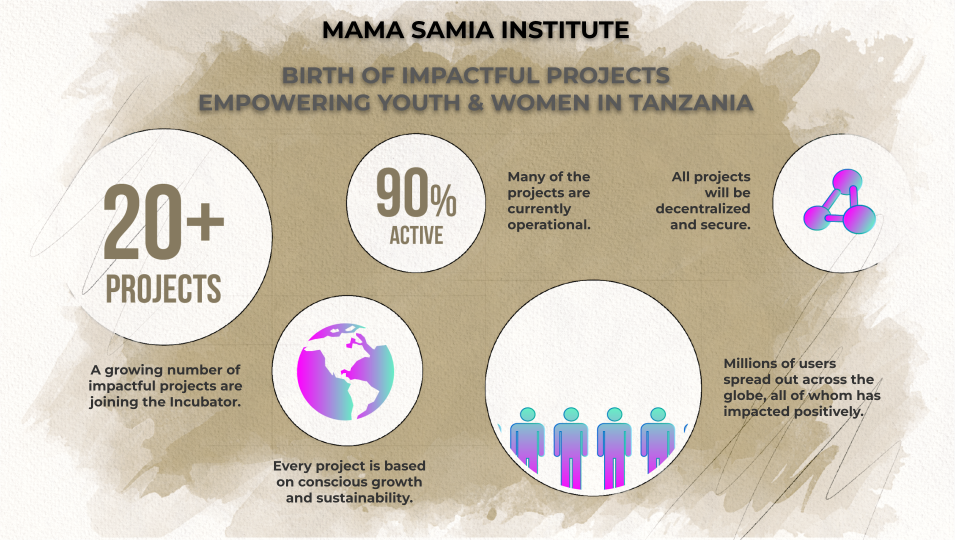 MAMA SAMIA INSTITUTE
BIRTH OF IMPACTFUL PROJECTS
EMPOWERING YOUTH & WOMEN IN TANZANIA
20+
PROJECTS
A growing number of
impactful projects are
joining the Incubator.
90%
ACTIVE
Many of the
projects are
currently
operational.
All projects
will be
decentralized
and secure.
Every project is based
on conscious growth
and sustainability.
Millions of users
spread out across the
globe, all of whom has
impacted positively.